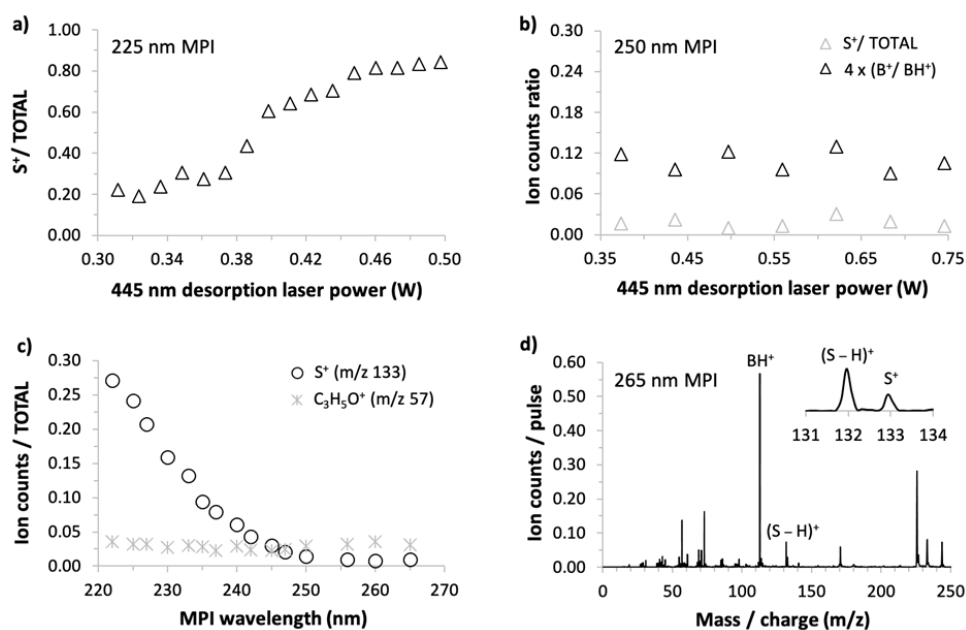 a)
225 nm MPI
S⁺/ TOTAL
1.00
0.80
0.60
0.40
0.20
0.00
0.30 0.34 0.38 0.42 0.46 0.50
445 nm desorption laser power (W)
b)
250 nm MPI
S⁺/ TOTAL
4 x (B⁺/ BH⁺)
Ion counts ratio
0.30
0.24
0.18
0.12
0.06
0.00
0.35 0.45 0.55 0.65 0.75
445 nm desorption laser power (W)
c)
S⁺ (m/z 133)
C₃H₅O⁺ (m/z 57)
Ion counts / TOTAL
0.30
0.25
0.20
0.15
0.10
0.05
0.00
220 230 240 250 260 270
MPI wavelength (nm)
d)
265 nm MPI
BH⁺
(S – H)⁺
S⁺
131 132 133 134
(S – H)⁺
Ion counts / pulse
0.60
0.50
0.40
0.30
0.20
0.10
0.00
0 50 100 150 200 250
Mass / charge (m/z)